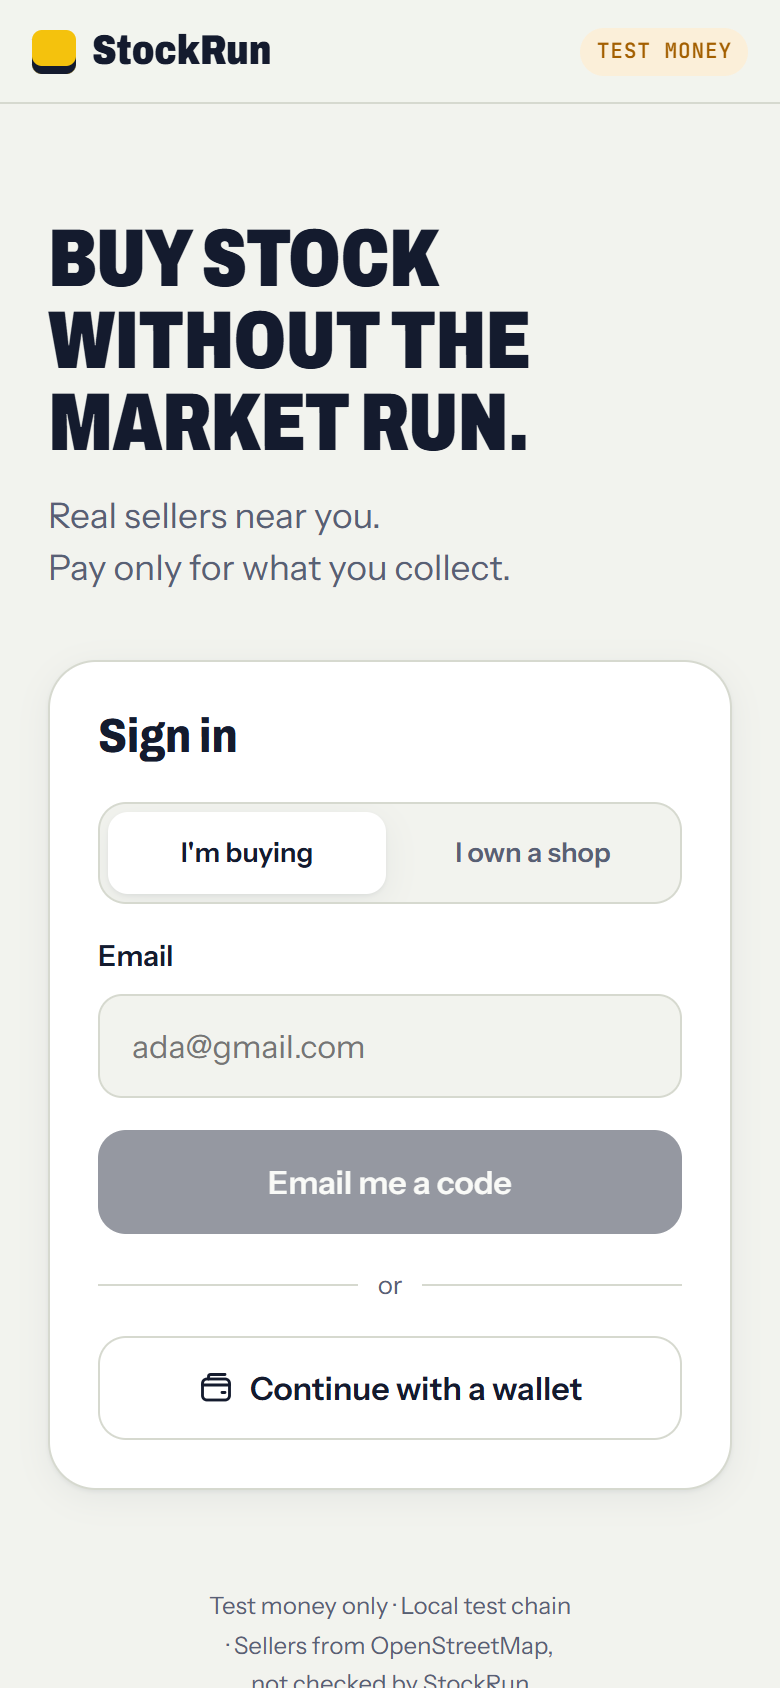 StockRun
TEST MONEY
BUY STOCK
WITHOUT THE
MARKET RUN.
Real sellers near you.
Pay only for what you collect.
Sign in
I'm buying
I own a shop
Email
ada@gmail.com
Email me a code
or
Continue with a wallet
Test money only · Local test chain
· Sellers from OpenStreetMap,
not checked by StockRun